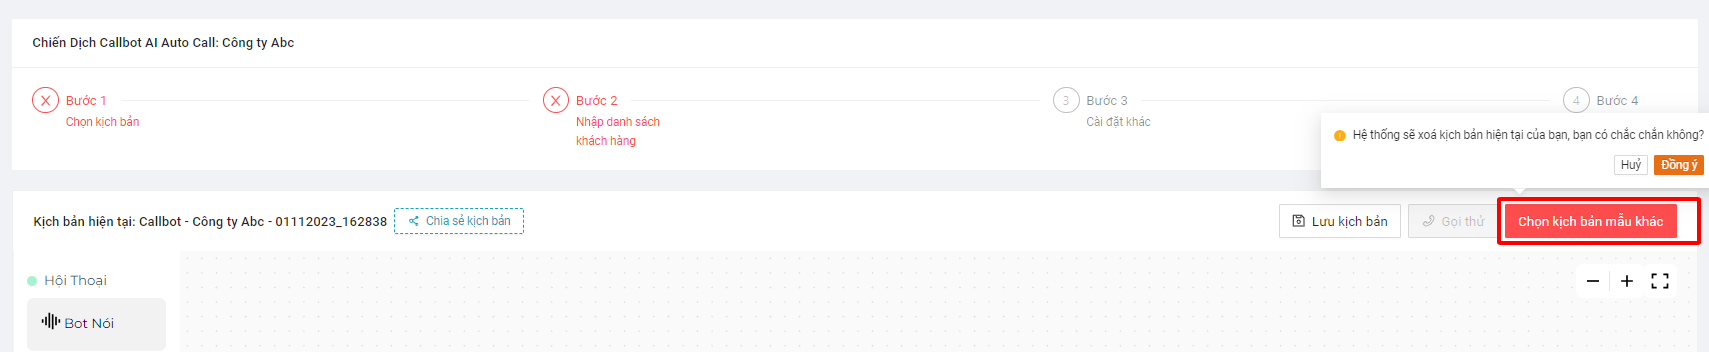 Chiến Dịch Callbot AI Auto Call: Công ty Abc
Bước 1
Chọn kịch bản
Bước 2
Nhập danh sách
khách hàng
3 Bước 3
Cài đặt khác
4 Bước 4
Hệ thống sẽ xoá kịch bản hiện tại của bạn, bạn có chắc chắn không?
Huỷ Đồng ý
Kịch bản hiện tại: Callbot - Công ty Abc - 01112023_162838
Chia sẻ kịch bản
Lưu kịch bản
Gọi thử
Chọn kịch bản mẫu khác
Hội Thoại
Bot Nói